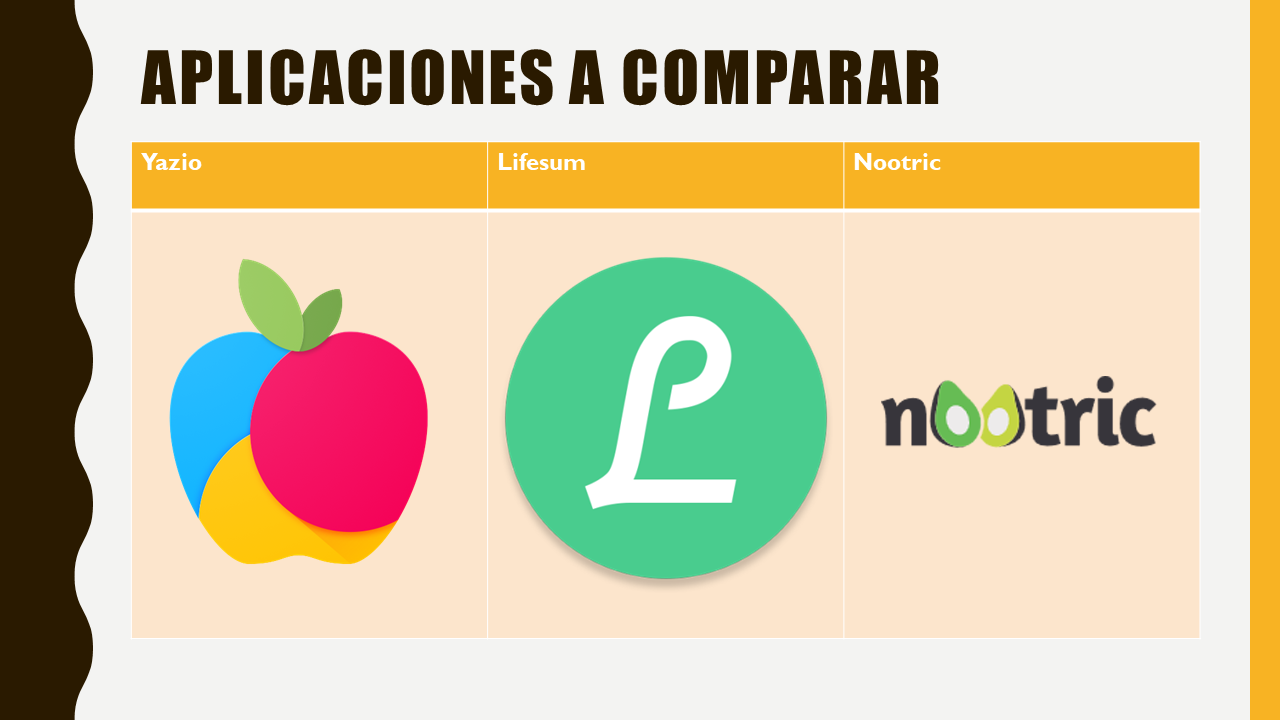 APLICACIONES A COMPARAR
Yazio
Lifesum
Nootric
L
nootric